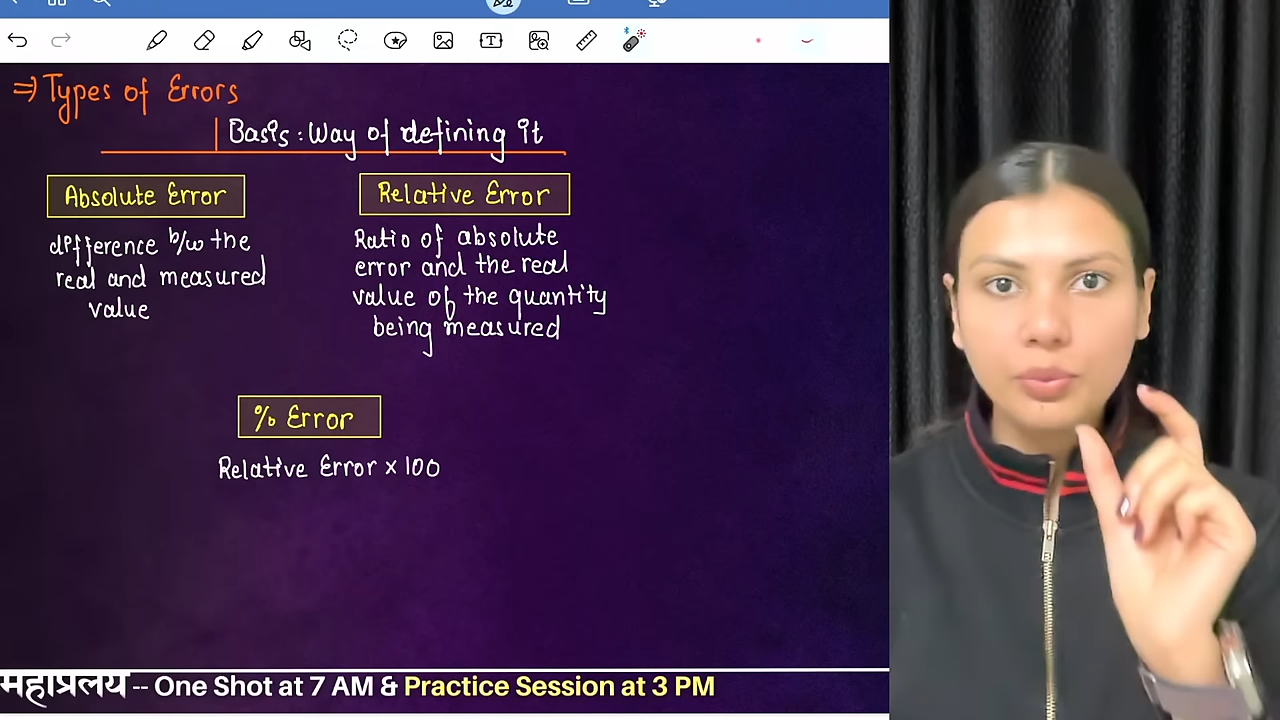 ⇒ Types of Errors
Basis: Way of defining it
Absolute Error
difference b/w the
real and measured
value
Relative Error
Ratio of absolute
error and the real
value of the quantity
being measured
% Error
Relative Error × 100
महाप्रलय -- One Shot at 7 AM & Practice Session at 3 PM